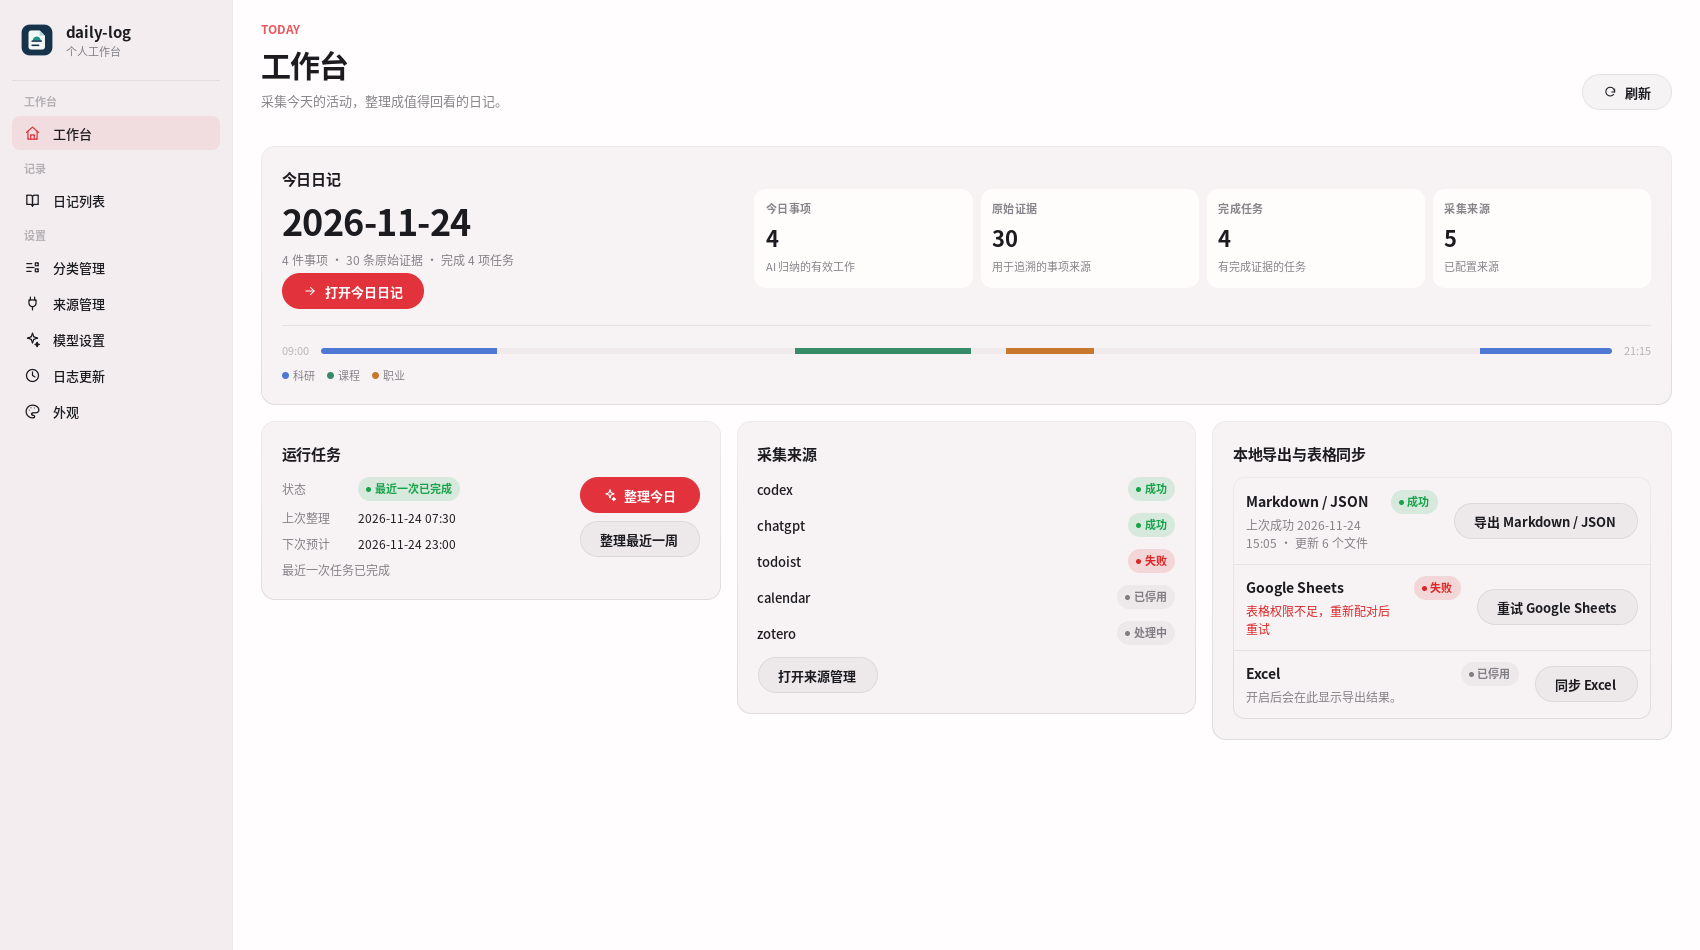 daily-log
个人工作台
工作台
工作台
记录
日记列表
设置
分类管理
来源管理
模型设置
日志更新
外观
TODAY
工作台
采集今天的活动，整理成值得回看的日记。
刷新
今日日记
2026-11-24
4 件事项 · 30 条原始证据 · 完成 4 项任务
打开今日日记
今日事项
4
AI 归纳的有效工作
原始证据
30
用于追溯的事项来源
完成任务
4
有完成证据的任务
采集来源
5
已配置来源
09:00
21:15
科研
课程
职业
运行任务
状态
最近一次已完成
上次整理
2026-11-24 07:30
下次预计
2026-11-24 23:00
最近一次任务已完成
整理今日
整理最近一周
采集来源
codex
成功
chatgpt
成功
todoist
失败
calendar
已停用
zotero
处理中
打开来源管理
本地导出与表格同步
Markdown / JSON
成功
上次成功 2026-11-24
15:05 · 更新 6 个文件
导出 Markdown / JSON
Google Sheets
失败
表格权限不足，重新配对后
重试
重试 Google Sheets
Excel
已停用
开启后会在此显示导出结果。
同步 Excel